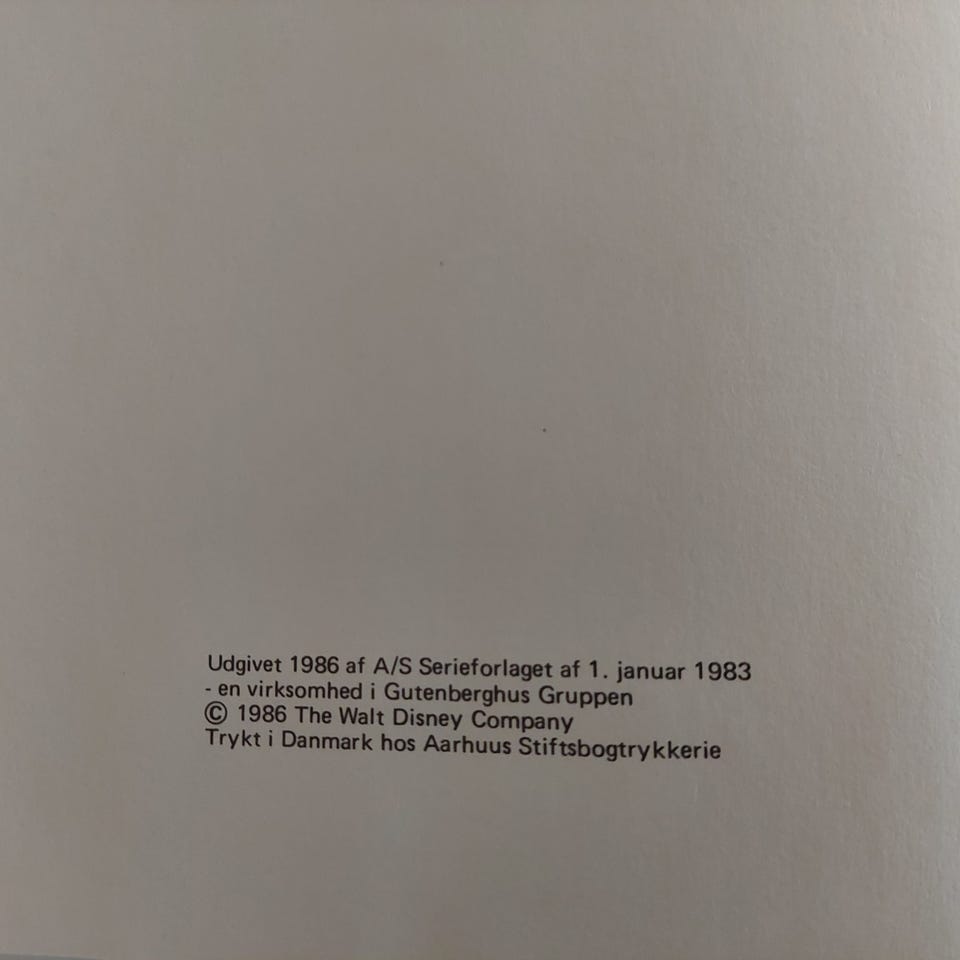 Udgivet 1986 af A/S Serieforlaget af 1. januar 1983
- en virksomhed i Gutenberghus Gruppen
© 1986 The Walt Disney Company
Trykt i Danmark hos Aarhuus Stiftsbogtrykkerie